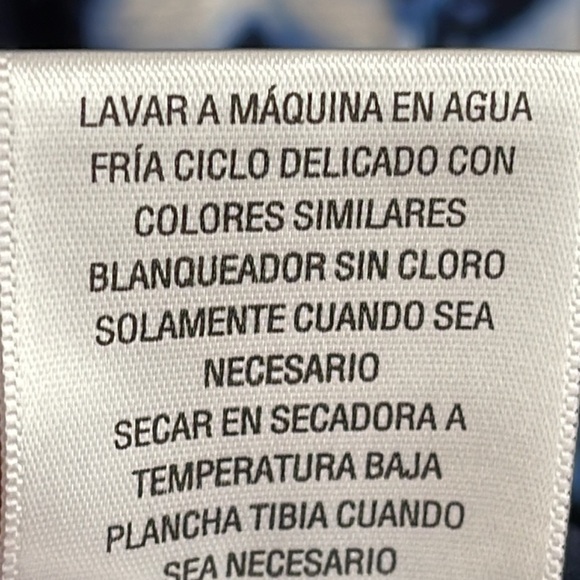 LAVAR A MÁQUINA EN AGUA
FRÍA CICLO DELICADO CON
COLORES SIMILARES
BLANQUEADOR SIN CLORO
SOLAMENTE CUANDO SEA
NECESARIO
SECAR EN SECADORA A
TEMPERATURA BAJA
PLANCHA TIBIA CUANDO
SEA NECESARIO